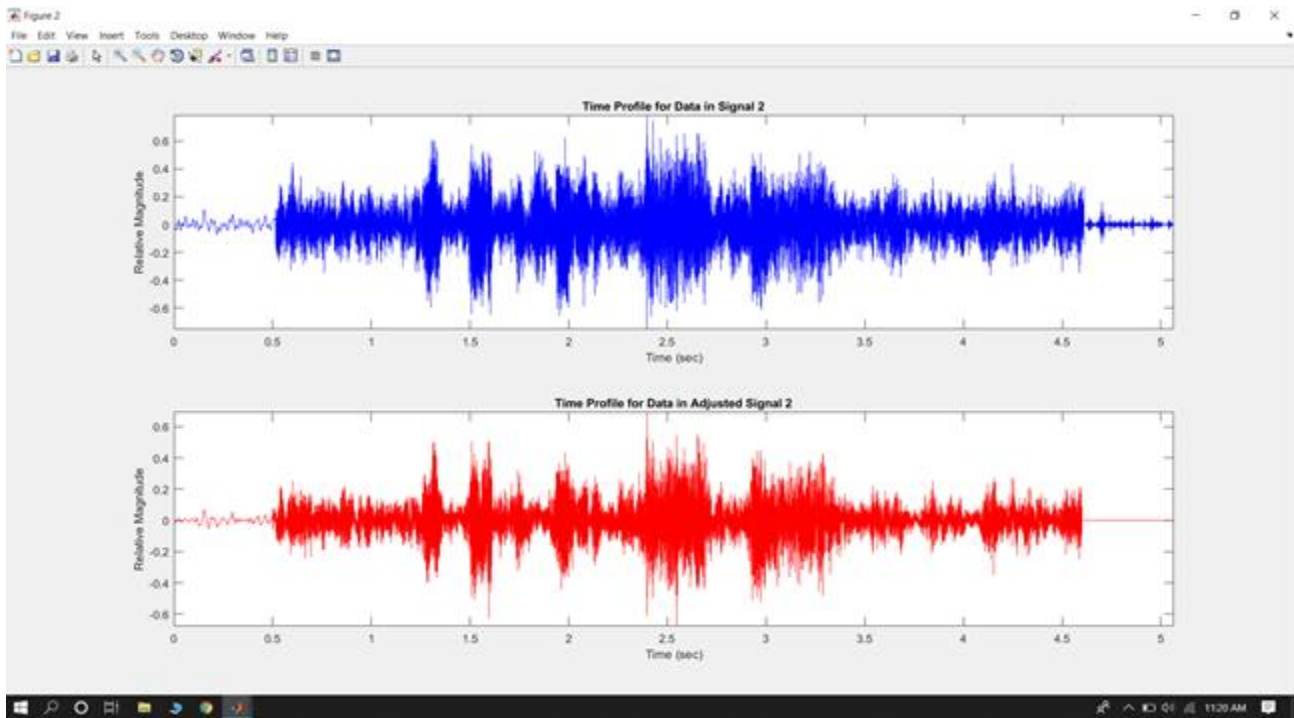 Figure 2
File Edit View Insert Tools Desktop Window Help
Time Profile for Data in Signal 2
Relative Magnitude
0.6
0.4
0.2
0
-0.2
-0.4
-0.6
0 0.5 1 1.5 2 2.5 3 3.5 4 4.5 5
Time (sec)
Time Profile for Data in Adjusted Signal 2
Relative Magnitude
0.6
0.4
0.2
0
-0.2
-0.4
-0.6
0 0.5 1 1.5 2 2.5 3 3.5 4 4.5 5
Time (sec)
11:20 AM